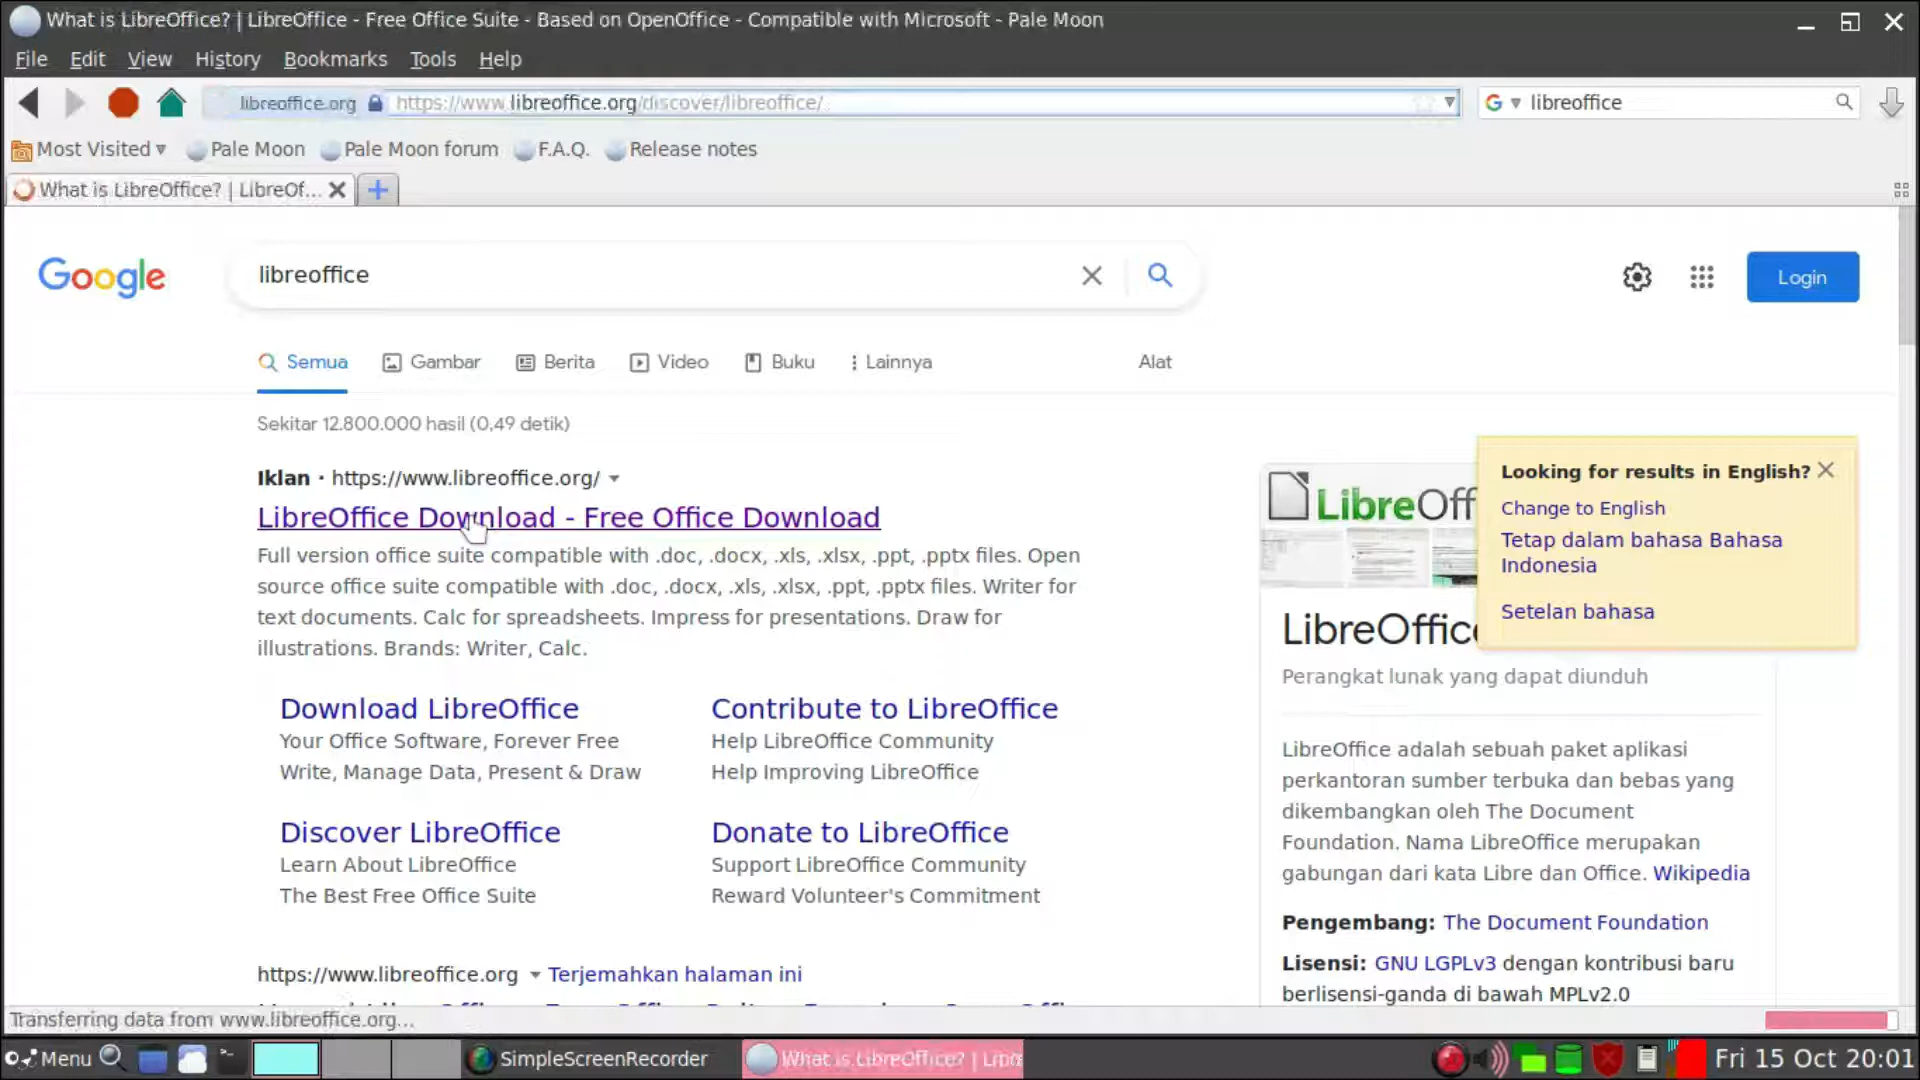 What is LibreOffice? | LibreOffice - Free Office Suite - Based on OpenOffice - Compatible with Microsoft - Pale Moon
File Edit View History Bookmarks Tools Help
libreoffice.org https://www.libreoffice.org/discover/libreoffice/ libreoffice
Most Visited Pale Moon Pale Moon forum F.A.Q. Release notes
What is LibreOffice? | LibreOf...
Google libreoffice Login
Semua Gambar Berita Video Buku Lainnya Alat
Sekitar 12.800.000 hasil (0,49 detik)
Iklan · https://www.libreoffice.org/
LibreOffice Download - Free Office Download
Full version office suite compatible with .doc, .docx, .xls, .xlsx, .ppt, .pptx files. Open
source office suite compatible with .doc, .docx, .xls, .xlsx, .ppt, .pptx files. Writer for
text documents. Calc for spreadsheets. Impress for presentations. Draw for
illustrations. Brands: Writer, Calc.
Download LibreOffice
Your Office Software, Forever Free
Write, Manage Data, Present & Draw
Contribute to LibreOffice
Help LibreOffice Community
Help Improving LibreOffice
Discover LibreOffice
Learn About LibreOffice
The Best Free Office Suite
Donate to LibreOffice
Support LibreOffice Community
Reward Volunteer's Commitment
https://www.libreoffice.org Terjemahkan halaman ini
Looking for results in English?
Change to English
Tetap dalam bahasa Bahasa
Indonesia
Setelan bahasa
LibreOff
LibreOffic
Perangkat lunak yang dapat diunduh
LibreOffice adalah sebuah paket aplikasi
perkantoran sumber terbuka dan bebas yang
dikembangkan oleh The Document
Foundation. Nama LibreOffice merupakan
gabungan dari kata Libre dan Office. Wikipedia
Pengembang: The Document Foundation
Lisensi: GNU LGPLv3 dengan kontribusi baru
berlisensi-ganda di bawah MPLv2.0
Transferring data from www.libreoffice.org...
Menu SimpleScreenRecorder What is LibreOffice? | Libre Fri 15 Oct 20:01